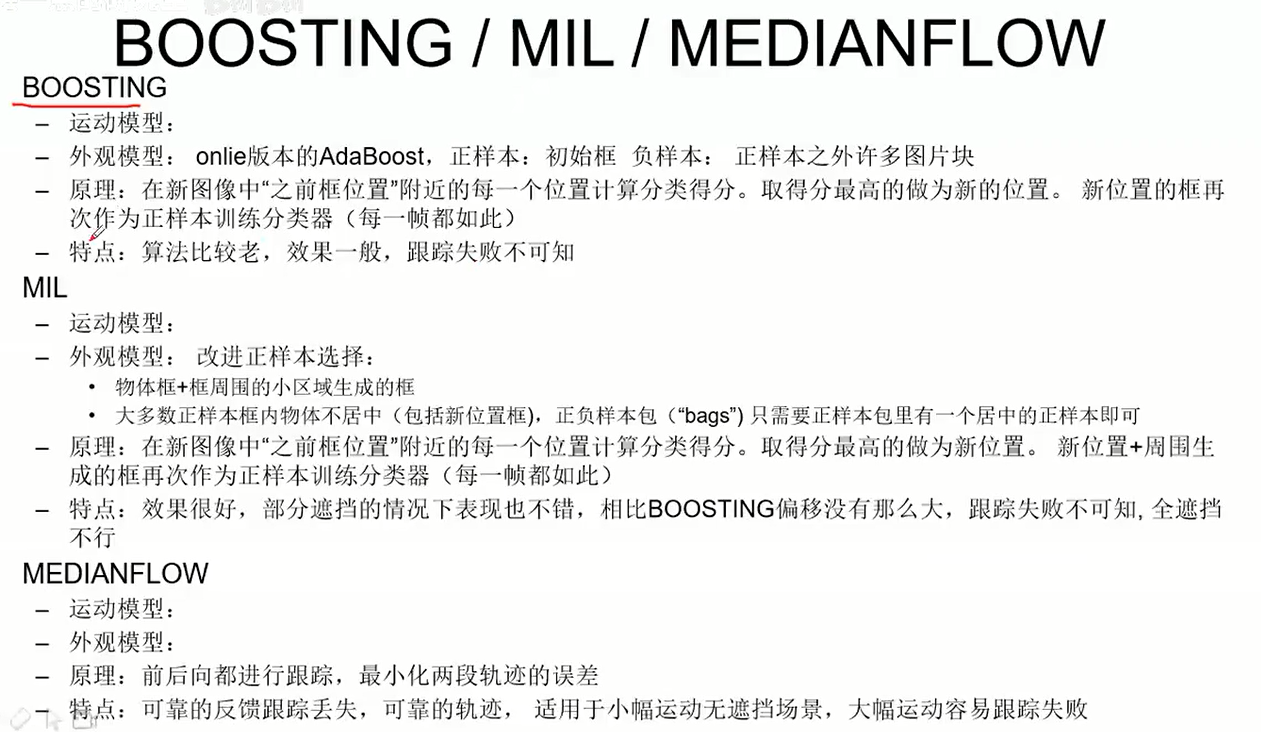 BOOSTING / MIL / MEDIANFLOW
BOOSTING
– 运动模型：
– 外观模型： onlie版本的AdaBoost，正样本：初始框 负样本： 正样本之外许多图片块
– 原理：在新图像中“之前框位置”附近的每一个位置计算分类得分。取得分最高的做为新的位置。 新位置的框再
次作为正样本训练分类器（每一帧都如此）
– 特点：算法比较老，效果一般，跟踪失败不可知
MIL
– 运动模型：
– 外观模型： 改进正样本选择：
• 物体框+框周围的小区域生成的框
• 大多数正样本框内物体不居中（包括新位置框)，正负样本包（“bags”) 只需要正样本包里有一个居中的正样本即可
– 原理：在新图像中“之前框位置”附近的每一个位置计算分类得分。取得分最高的做为新位置。 新位置+周围生
成的框再次作为正样本训练分类器（每一帧都如此）
– 特点：效果很好，部分遮挡的情况下表现也不错，相比BOOSTING偏移没有那么大，跟踪失败不可知, 全遮挡
不行
MEDIANFLOW
– 运动模型：
– 外观模型：
– 原理：前后向都进行跟踪，最小化两段轨迹的误差
– 特点：可靠的反馈跟踪丢失，可靠的轨迹， 适用于小幅运动无遮挡场景，大幅运动容易跟踪失败